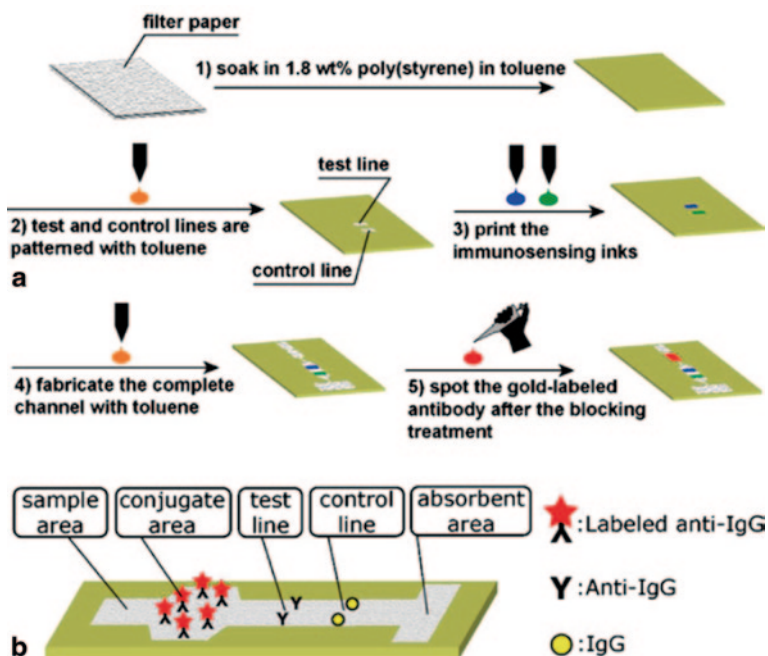 filter paper
1) soak in 1.8 wt% poly(styrene) in toluene
test line
2) test and control lines are
patterned with toluene
control line
3) print the
immunosensing inks
a
4) fabricate the complete
channel with toluene
5) spot the gold-labeled
antibody after the blocking
treatment
sample
area
conjugate
area
test
line
control
line
absorbent
area
:Labeled anti-IgG
:Anti-IgG
:IgG
b